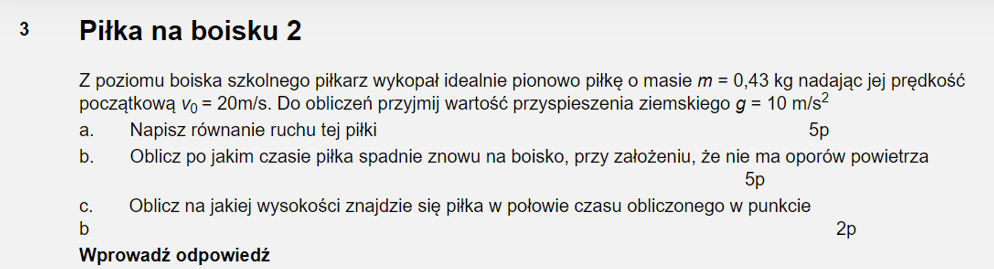 3 Piłka na boisku 2
Z poziomu boiska szkolnego piłkarz wykopał idealnie pionowo piłkę o masie m = 0,43 kg nadając jej prędkość
początkową v₀ = 20m/s. Do obliczeń przyjmij wartość przyspieszenia ziemskiego g = 10 m/s²
a. Napisz równanie ruchu tej piłki 5p
b. Oblicz po jakim czasie piłka spadnie znowu na boisko, przy założeniu, że nie ma oporów powietrza
5p
c. Oblicz na jakiej wysokości znajdzie się piłka w połowie czasu obliczonego w punkcie
b 2p
Wprowadź odpowiedź